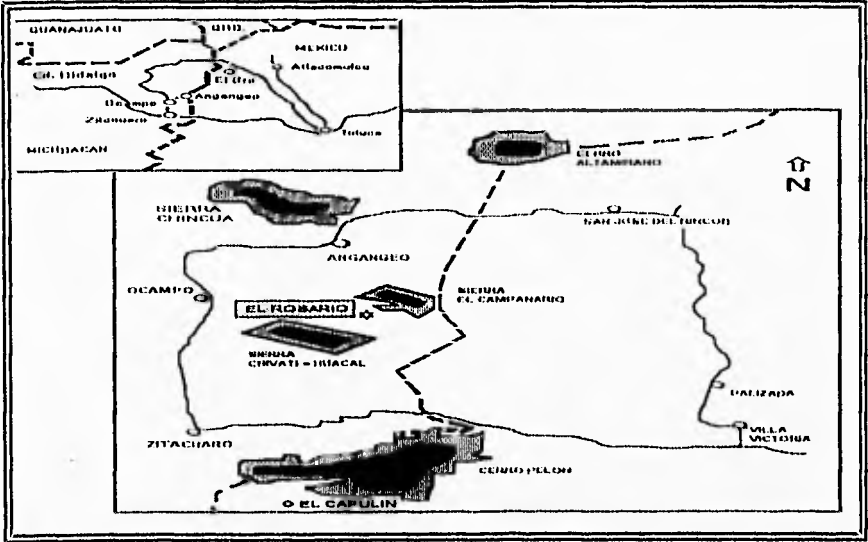 GUANAJUATO
QRO.
MEXICO
Cd. Hidalgo
El Oro
Atlacomulco
Ocampo
Angangeo
Zitacuaro
Toluca
MICHOACAN
CERRO
ALTAMIRANO
N
SIERRA
CHINCUA
SAN JOSE DEL RINCON
ANGANGEO
OCAMPO
SIERRA
EL CAMPANARIO
EL ROSARIO
SIERRA
CHIVATI - HUACAL
PALIZADA
ZITACUARO
VILLA
VICTORIA
CERRO PELON
EL CAPULIN